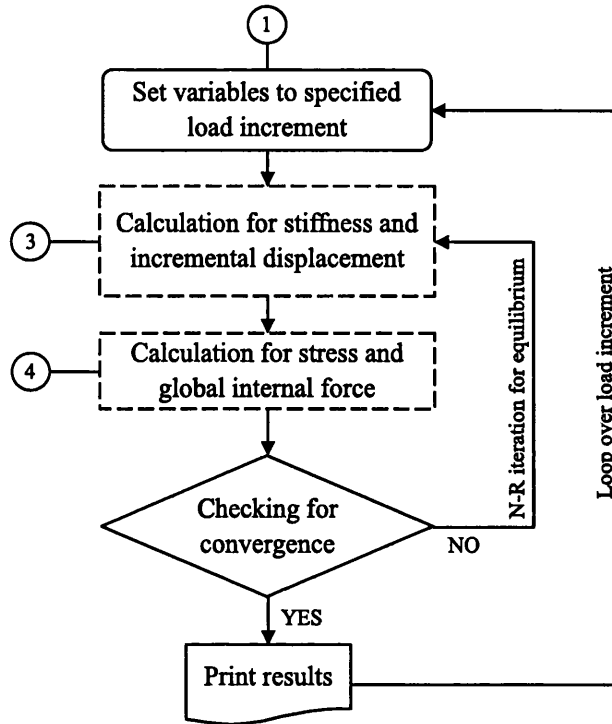 1
Set variables to specified
load increment
3
Calculation for stiffness and
incremental displacement
4
Calculation for stress and
global internal force
Checking for
convergence
NO
YES
Print results
N-R iteration for equilibrium
Loop over load increment